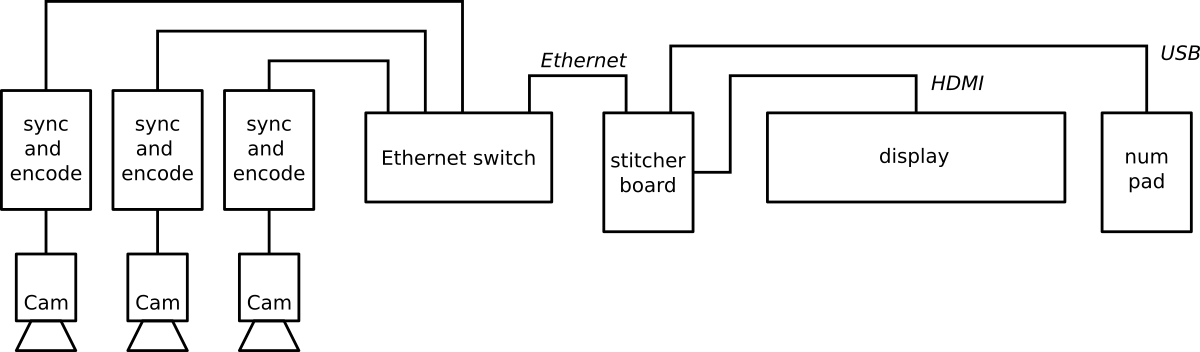 Ethernet
USB
HDMI
sync
and
encode
sync
and
encode
sync
and
encode
Ethernet switch
stitcher
board
display
num
pad
Cam
Cam
Cam